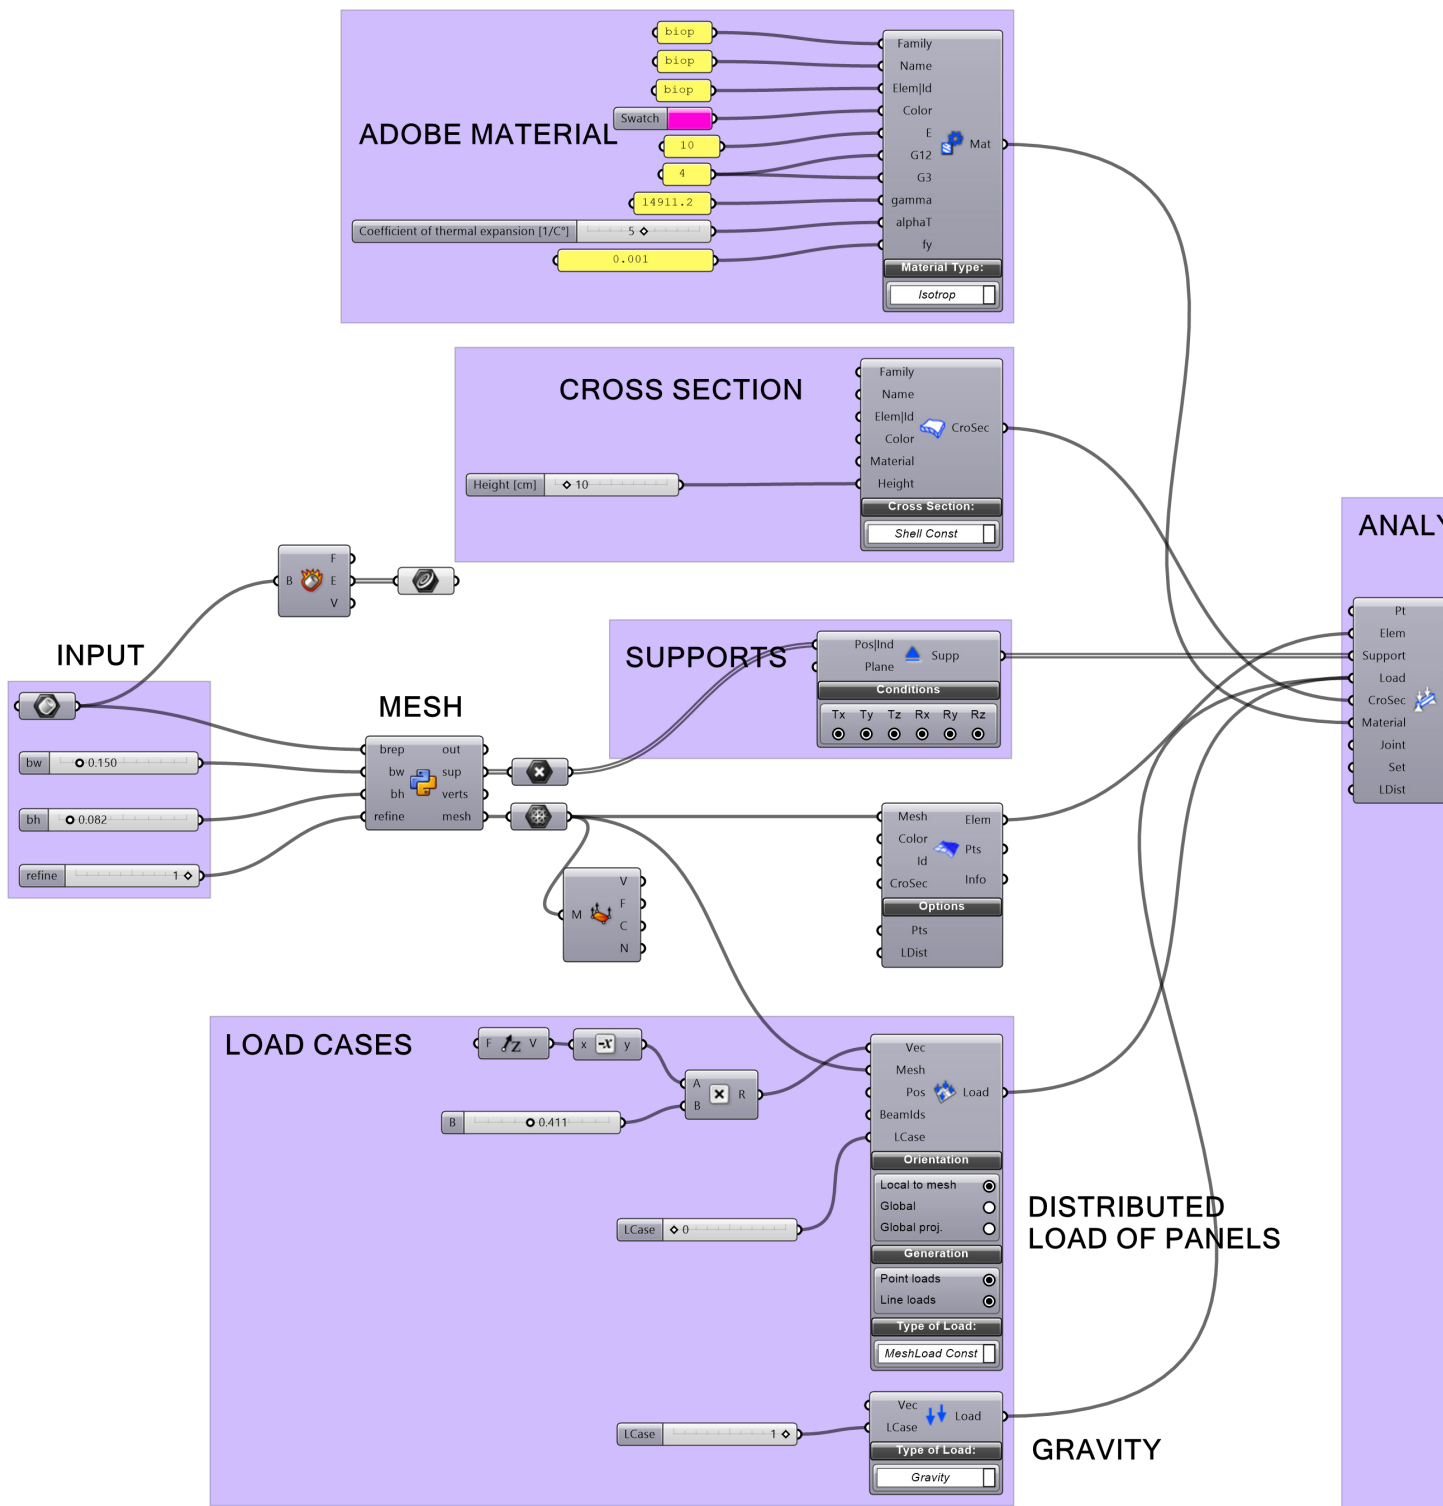 biop
biop
biop
ADOBE MATERIAL
Swatch
10
4
14911.2
Coefficient of thermal expansion [1/C°] 5
0.001
Family
Name
Elem|Id
Color
E
G12
G3
gamma
alphaT
fy
Mat
Material Type:
Isotrop
CROSS SECTION
Height [cm] 10
Family
Name
Elem|Id
Color
Material
Height
CroSec
Cross Section:
Shell Const
B
F
E
V
INPUT
bw 0.150
bh 0.082
refine 1
MESH
brep out
bw sup
bh verts
refine mesh
SUPPORTS
Pos|Ind
Plane
Supp
Conditions
Tx Ty Tz Rx Ry Rz
M
V
F
C
N
Mesh
Color
Id
CroSec
Elem
Pts
Info
Options
Pts
LDist
ANALY
Pt
Elem
Support
Load
CroSec
Material
Joint
Set
LDist
LOAD CASES
F Z V
x -x y
A
B
R
B 0.411
LCase 0
Vec
Mesh
Pos
BeamIds
LCase
Load
Orientation
Local to mesh
Global
Global proj.
Generation
Point loads
Line loads
Type of Load:
MeshLoad Const
DISTRIBUTED
LOAD OF PANELS
LCase 1
Vec
LCase
Load
Type of Load:
Gravity
GRAVITY